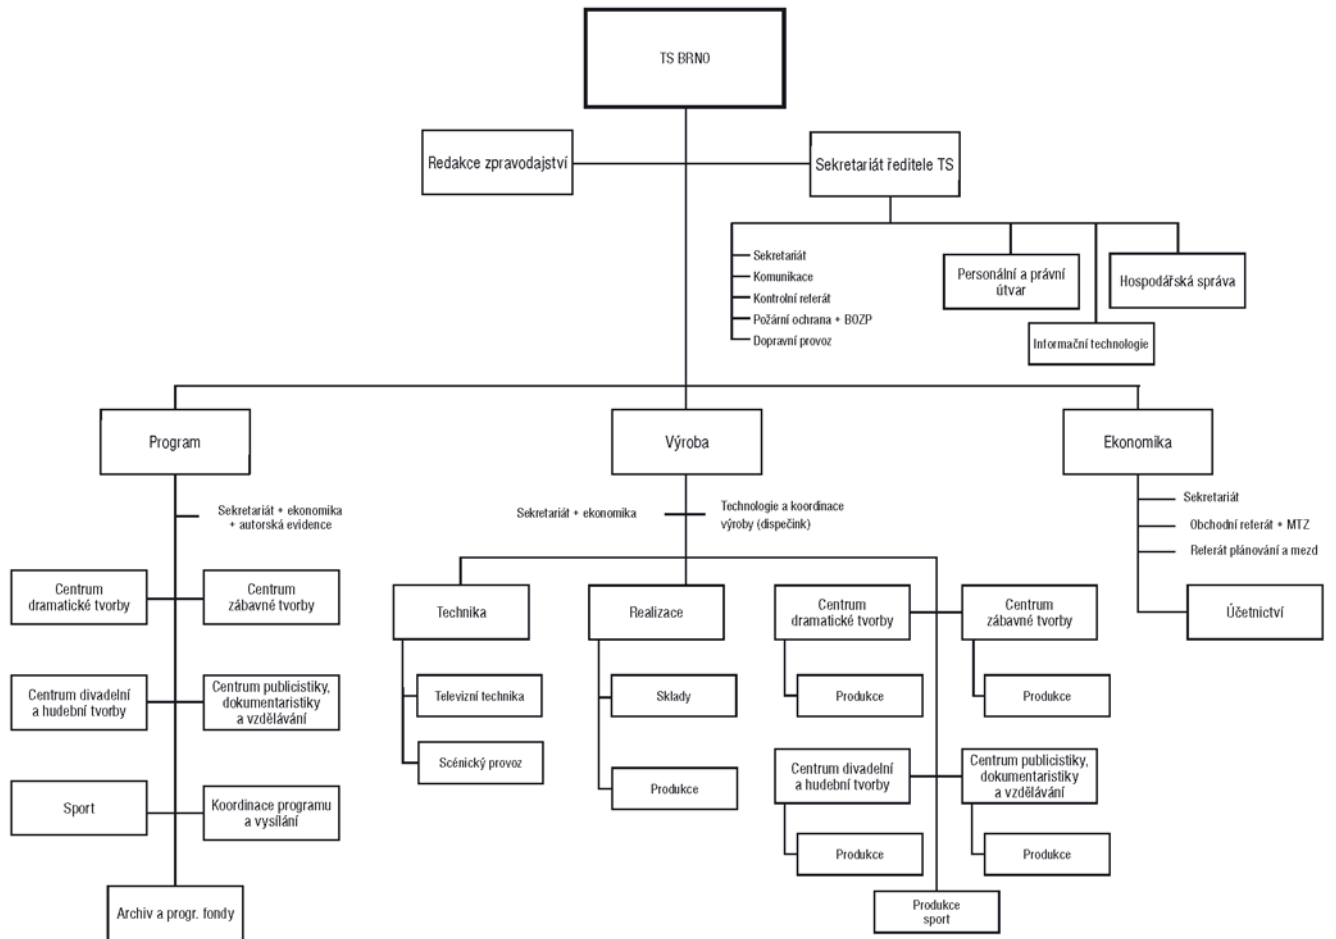 TS BRNO
Redakce zpravodajství
Sekretariát ředitele TS
Sekretariát
Komunikace
Kontrolní referát
Požární ochrana + BOZP
Dopravní provoz
Personální a právní
útvar
Hospodářská správa
Informační technologie
Program
Výroba
Ekonomika
Sekretariát + ekonomika
+ autorská evidence
Sekretariát + ekonomika
Technologie a koordinace
výroby (dispečink)
Sekretariát
Obchodní referát + MTZ
Referát plánování a mezd
Účetnictví
Centrum
dramatické tvorby
Centrum
zábavné tvorby
Centrum divadelní
a hudební tvorby
Centrum publicistiky,
dokumentaristiky
a vzdělávání
Sport
Koordinace programu
a vysílání
Archiv a progr. fondy
Technika
Televizní technika
Scénický provoz
Realizace
Sklady
Produkce
Centrum
dramatické tvorby
Produkce
Centrum
zábavné tvorby
Produkce
Centrum divadelní
a hudební tvorby
Produkce
Centrum publicistiky,
dokumentaristiky
a vzdělávání
Produkce
Produkce
sport